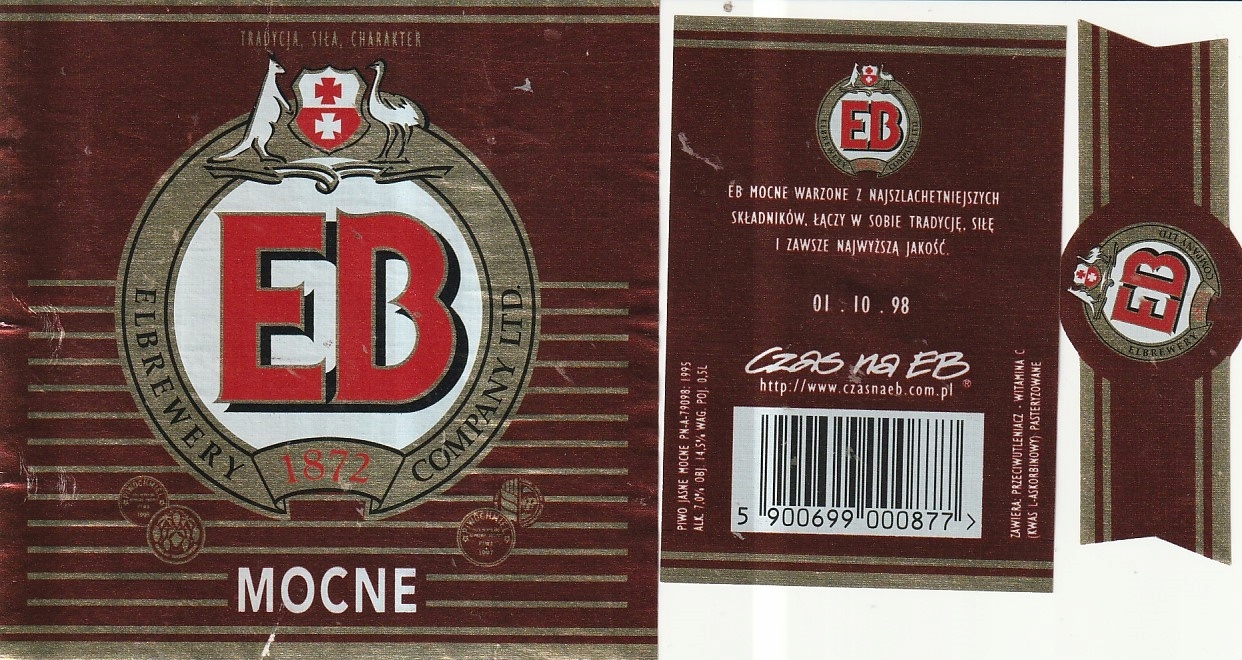 TRADYCJA, SIŁA, CHARAKTER
EB
ELBREWERY COMPANY LTD.
1872
MOCNE
EB
ELBREWERY COMPANY LTD
EB MOCNE WARZONE Z NAJSZLACHETNIEJSZYCH
SKŁADNIKÓW, ŁĄCZY W SOBIE TRADYCJĘ, SIŁĘ
I ZAWSZE NAJWYŻSZĄ JAKOŚĆ.
01 . 10 . 98
Czas na EB
http://www.czasnaeb.com.pl ®
PIWO JASNE MOCNE PN-A-79098: 1995
ALK. 7,0% OBJ. 14,5% WAG. POJ. 0,5L
5 900699 000877 >
ZAWIERA: PRZECIWUTLENIACZ - WITAMINA C
(KWAS L-ASKORBINOWY) PASTERYZOWANE
EB
ELBREWERY COMPANY LTD